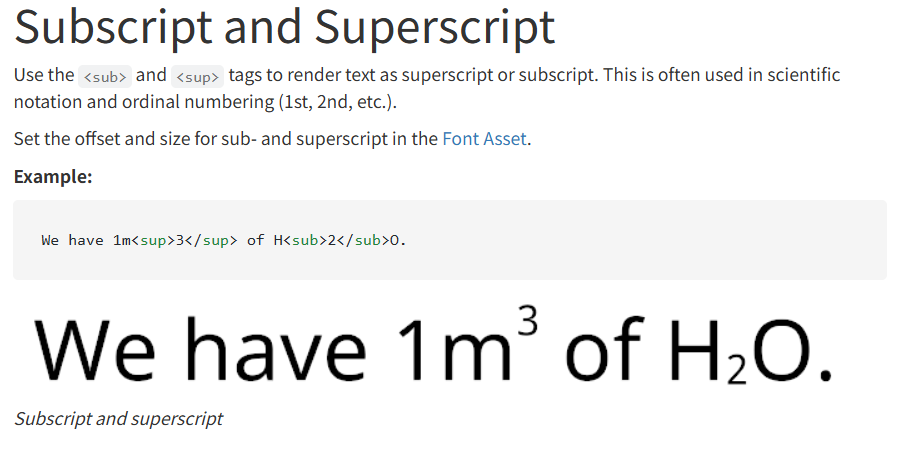 Subscript and Superscript
Use the <sub> and <sup> tags to render text as superscript or subscript. This is often used in scientific
notation and ordinal numbering (1st, 2nd, etc.).
Set the offset and size for sub- and superscript in the Font Asset.
Example:
We have 1m<sup>3</sup> of H<sub>2</sub>O.
We have 1m³ of H₂O.
Subscript and superscript